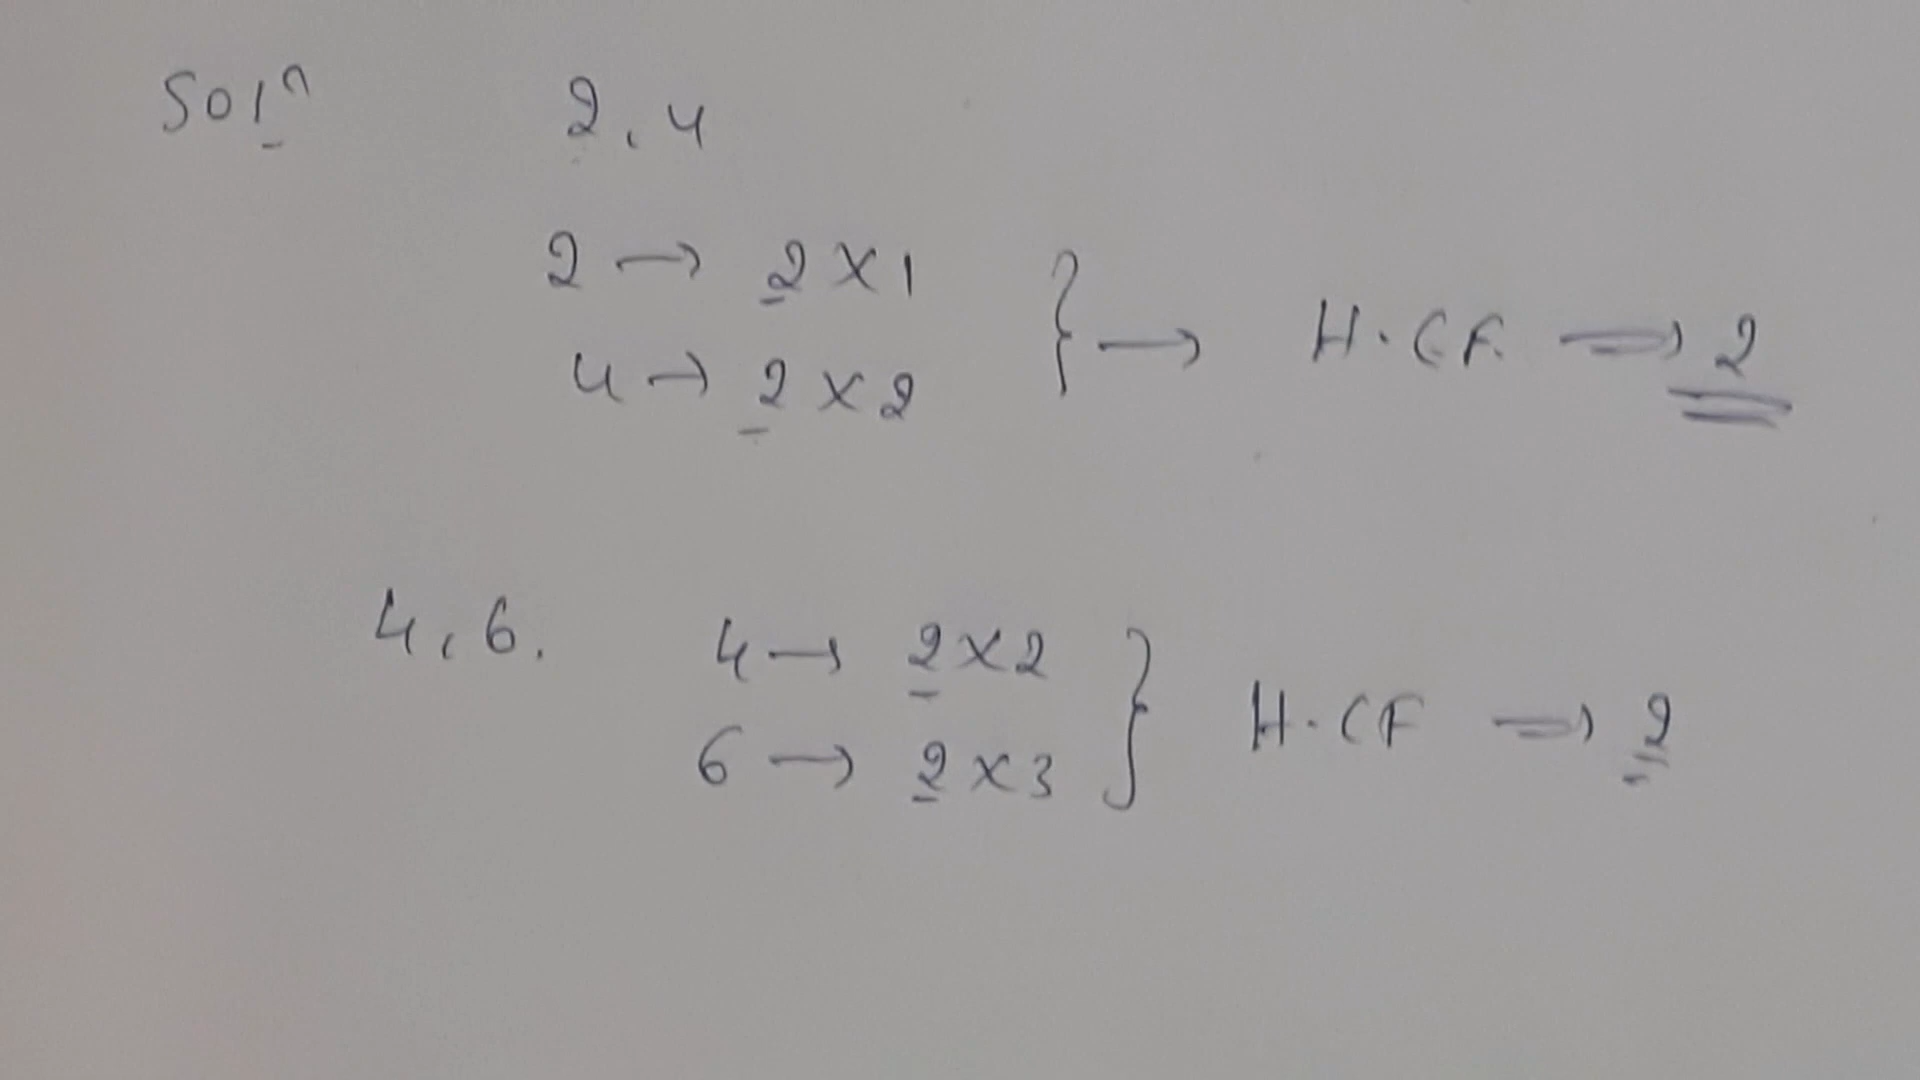 Solⁿ 2, 4
2 → 2 x 1
4 → 2 x 2
} → H.C.F. ⇒ 2
4, 6. 4 → 2 x 2
6 → 2 x 3
} H.CF ⇒ 2